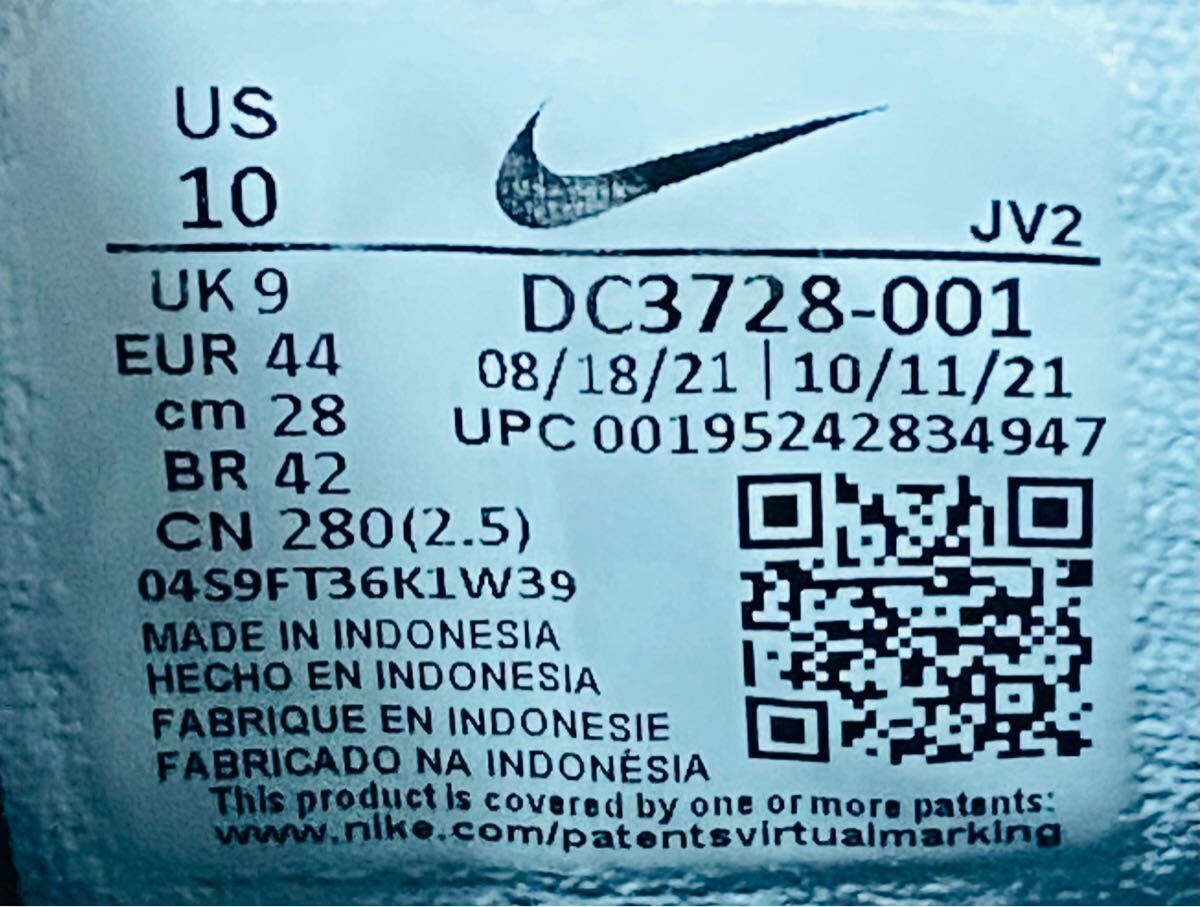 US
10
JV2
UK 9
EUR 44
cm 28
BR 42
CN 280(2.5)
DC3728-001
08/18/21 | 10/11/21
UPC 00195242834947
04S9FT36K1W39
MADE IN INDONESIA
HECHO EN INDONESIA
FABRIQUE EN INDONESIE
FABRICADO NA INDONÉSIA
This product is covered by one or more patents:
www.nike.com/patentsvirtualmarking